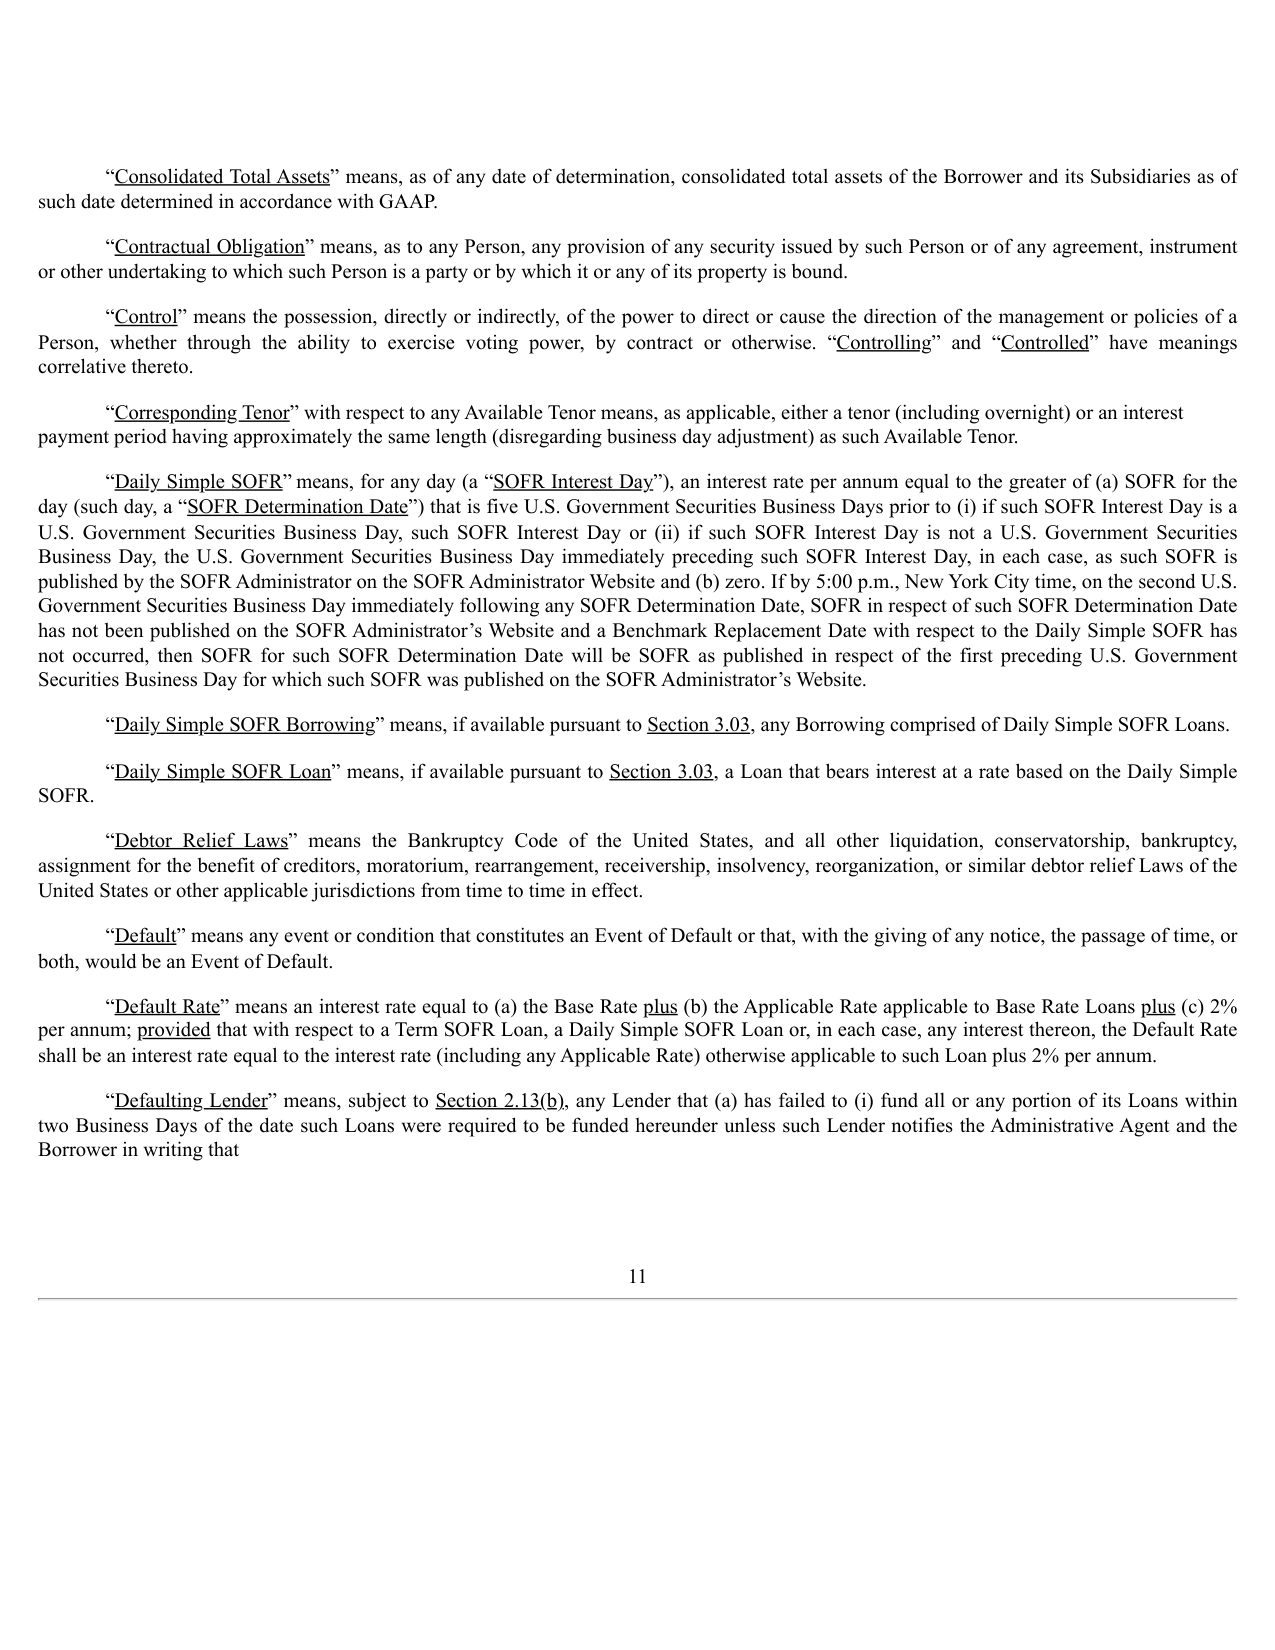 “Consolidated Total Assets” means, as of any date of determination, consolidated total assets of the Borrower and its Subsidiaries as of
such date determined in accordance with GAAP.
“Contractual Obligation” means, as to any Person, any provision of any security issued by such Person or of any agreement, instrument
or other undertaking to which such Person is a party or by which it or any of its property is bound.
“Control” means the possession, directly or indirectly, of the power to direct or cause the direction of the management or policies of a
Person, whether through the ability to exercise voting power, by contract or otherwise. “Controlling” and “Controlled” have meanings
correlative thereto.
“Corresponding Tenor” with respect to any Available Tenor means, as applicable, either a tenor (including overnight) or an interest
payment period having approximately the same length (disregarding business day adjustment) as such Available Tenor.
“Daily Simple SOFR” means, for any day (a “SOFR Interest Day”), an interest rate per annum equal to the greater of (a) SOFR for the
day (such day, a “SOFR Determination Date”) that is five U.S. Government Securities Business Days prior to (i) if such SOFR Interest Day is a
U.S. Government Securities Business Day, such SOFR Interest Day or (ii) if such SOFR Interest Day is not a U.S. Government Securities
Business Day, the U.S. Government Securities Business Day immediately preceding such SOFR Interest Day, in each case, as such SOFR is
published by the SOFR Administrator on the SOFR Administrator Website and (b) zero. If by 5:00 p.m., New York City time, on the second U.S.
Government Securities Business Day immediately following any SOFR Determination Date, SOFR in respect of such SOFR Determination Date
has not been published on the SOFR Administrator’s Website and a Benchmark Replacement Date with respect to the Daily Simple SOFR has
not occurred, then SOFR for such SOFR Determination Date will be SOFR as published in respect of the first preceding U.S. Government
Securities Business Day for which such SOFR was published on the SOFR Administrator’s Website.
“Daily Simple SOFR Borrowing” means, if available pursuant to Section 3.03, any Borrowing comprised of Daily Simple SOFR Loans.
“Daily Simple SOFR Loan” means, if available pursuant to Section 3.03, a Loan that bears interest at a rate based on the Daily Simple
SOFR.
“Debtor Relief Laws” means the Bankruptcy Code of the United States, and all other liquidation, conservatorship, bankruptcy,
assignment for the benefit of creditors, moratorium, rearrangement, receivership, insolvency, reorganization, or similar debtor relief Laws of the
United States or other applicable jurisdictions from time to time in effect.
“Default” means any event or condition that constitutes an Event of Default or that, with the giving of any notice, the passage of time, or
both, would be an Event of Default.
“Default Rate” means an interest rate equal to (a) the Base Rate plus (b) the Applicable Rate applicable to Base Rate Loans plus (c) 2%
per annum; provided that with respect to a Term SOFR Loan, a Daily Simple SOFR Loan or, in each case, any interest thereon, the Default Rate
shall be an interest rate equal to the interest rate (including any Applicable Rate) otherwise applicable to such Loan plus 2% per annum.
“Defaulting Lender” means, subject to Section 2.13(b), any Lender that (a) has failed to (i) fund all or any portion of its Loans within
two Business Days of the date such Loans were required to be funded hereunder unless such Lender notifies the Administrative Agent and the
Borrower in writing that
11